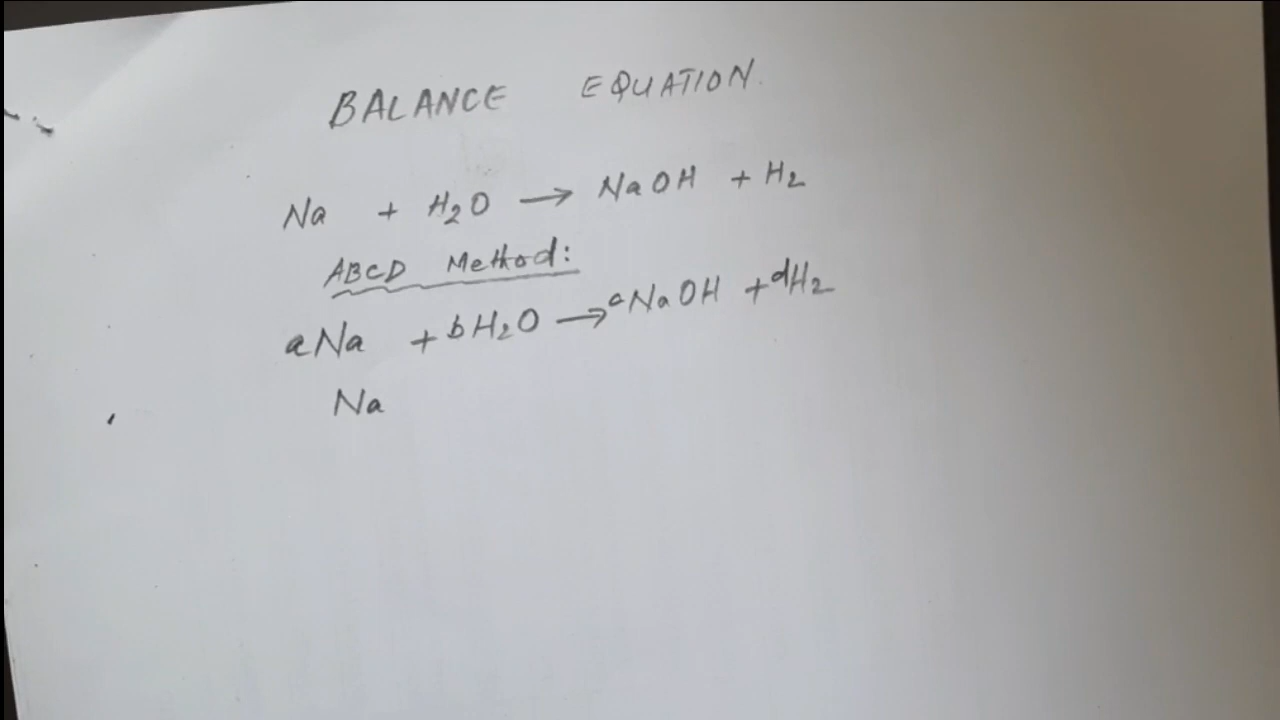 BALANCE EQUATION.
Na + H2O → NaOH + H2
ABCD Method:
aNa + bH2O → cNaOH + dH2
Na